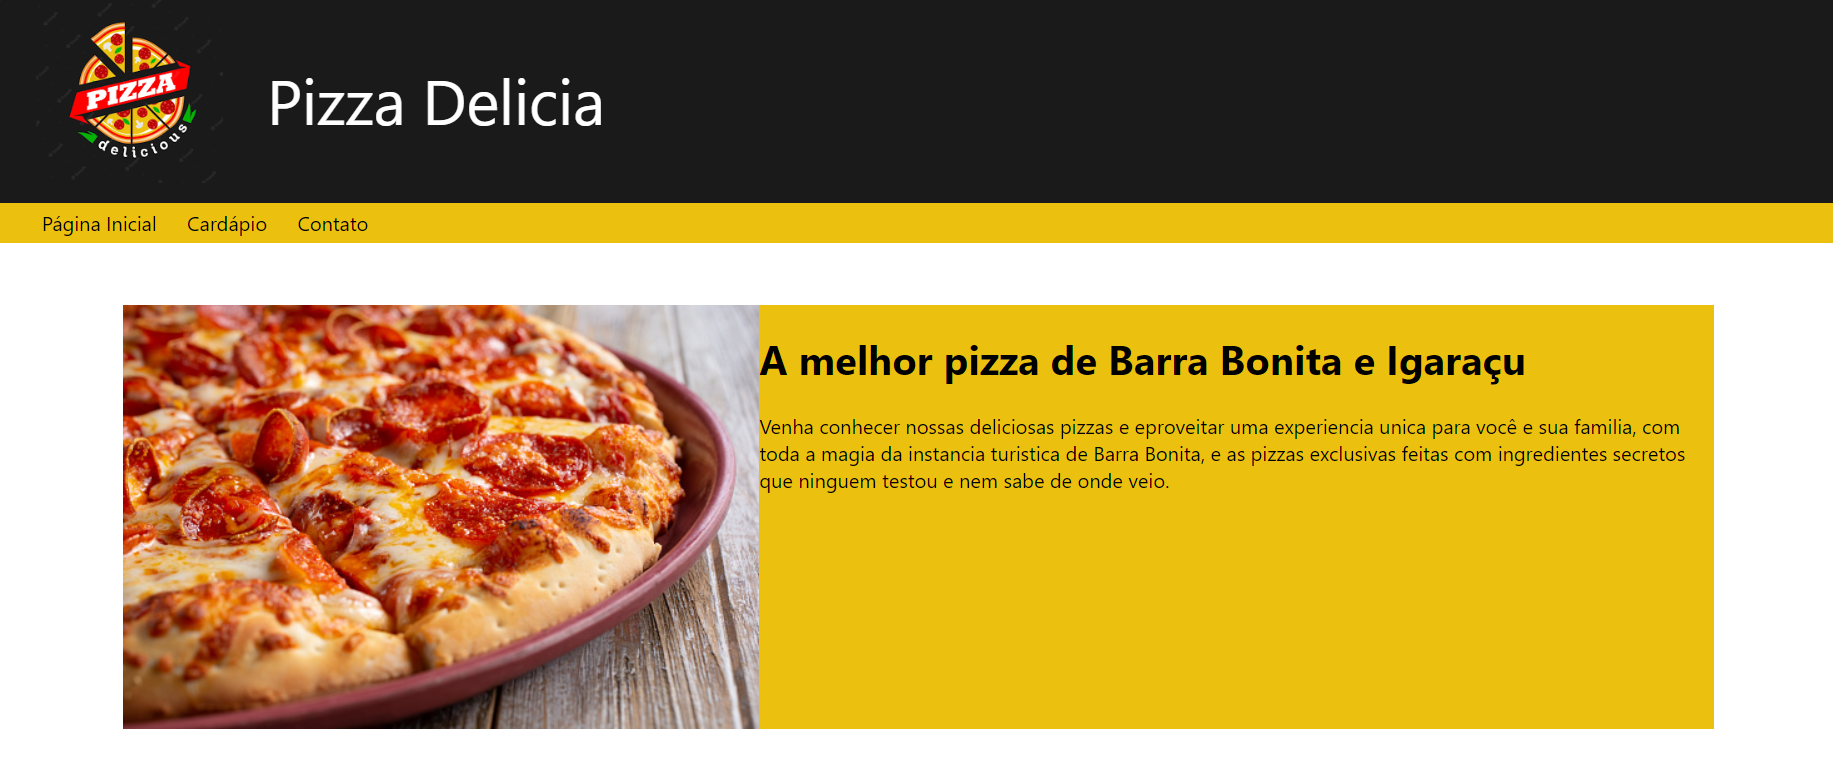 PIZZA
delicious
Pizza Delicia
Página Inicial Cardápio Contato
A melhor pizza de Barra Bonita e Igaraçu
Venha conhecer nossas deliciosas pizzas e eproveitar uma experiencia unica para você e sua familia, com
toda a magia da instancia turistica de Barra Bonita, e as pizzas exclusivas feitas com ingredientes secretos
que ninguem testou e nem sabe de onde veio.